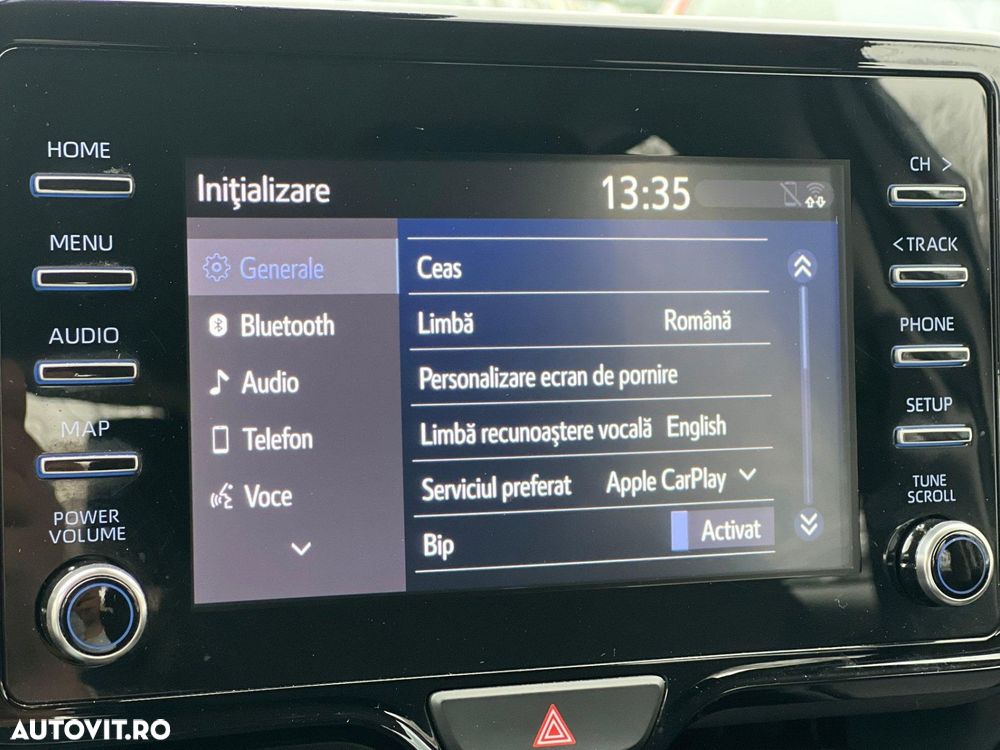 HOME
MENU
AUDIO
MAP
POWER
VOLUME
Iniţializare
13:35
Generale
Bluetooth
Audio
Telefon
Voce
Ceas
Limbă Română
Personalizare ecran de pornire
Limbă recunoaştere vocală English
Serviciul preferat Apple CarPlay
Bip Activat
CH >
< TRACK
PHONE
SETUP
TUNE
SCROLL
AUTOVIT.RO